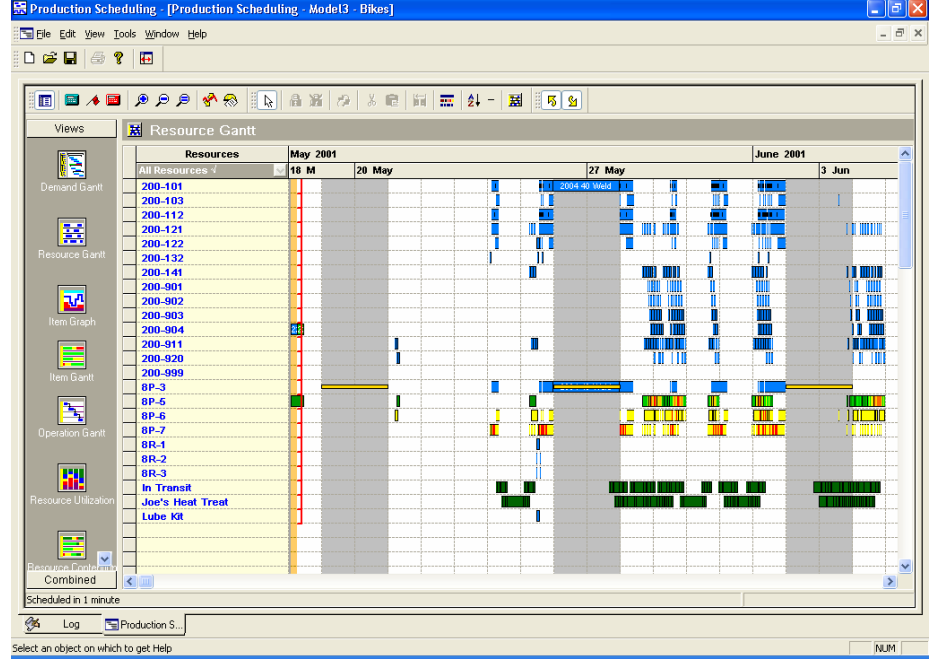 Production Scheduling - [Production Scheduling - Model3 - Bikes]
File Edit View Tools Window Help
Views
Resource Gantt
Resources May 2001 June 2001
All Resources √ 18 M 20 May 27 May 3 Jun
Demand Gantt
Resource Gantt
Item Graph
Item Gantt
Operation Gantt
Resource Utilization
Combined
200-101 2004 40 Weld
200-103
200-112
200-121
200-122
200-132
200-141
200-901
200-902
200-903
200-904
200-911
200-920
200-999
8P-3
8P-5
8P-6
8P-7
8R-1
8R-2
8R-3
In Transit
Joe's Heat Treat
Lube Kit
Scheduled in 1 minute
Log Production S...
Select an object on which to get Help NUM